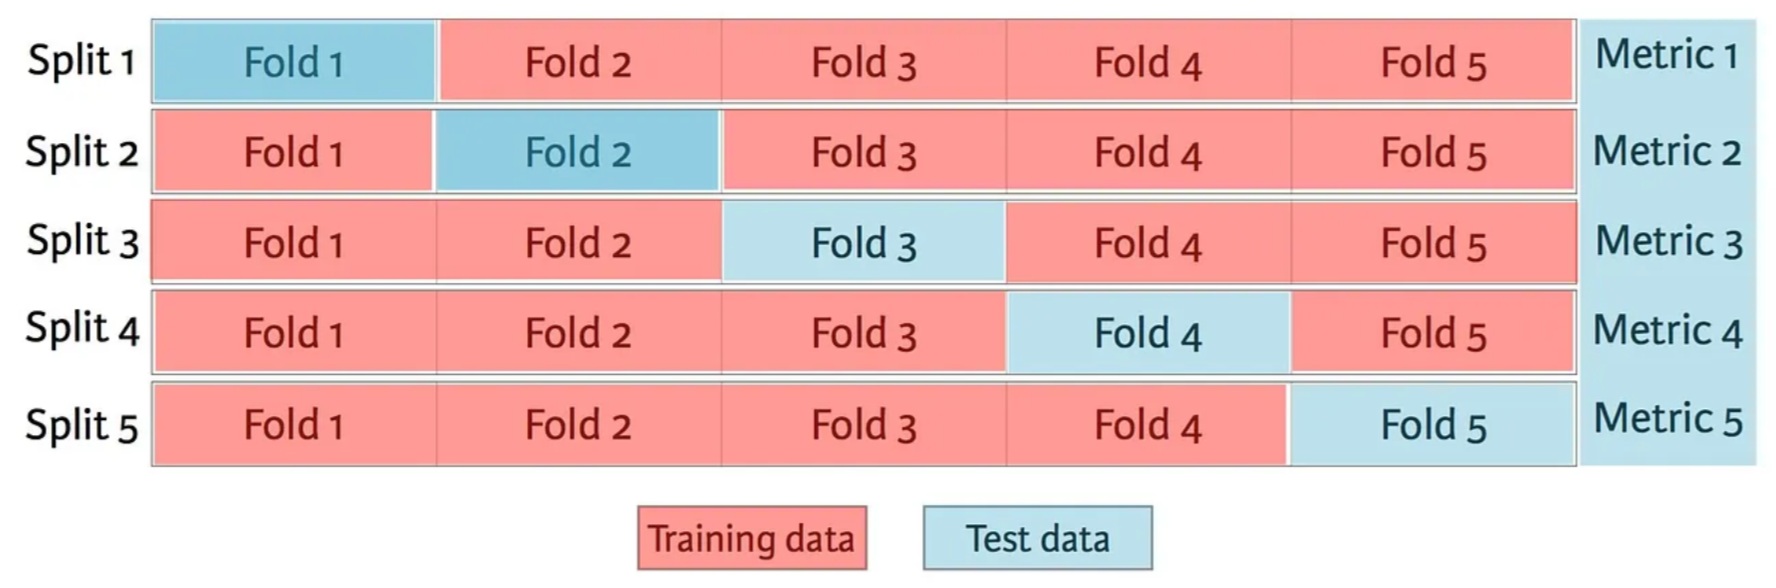 Split 1 Fold 1 Fold 2 Fold 3 Fold 4 Fold 5 Metric 1
Split 2 Fold 1 Fold 2 Fold 3 Fold 4 Fold 5 Metric 2
Split 3 Fold 1 Fold 2 Fold 3 Fold 4 Fold 5 Metric 3
Split 4 Fold 1 Fold 2 Fold 3 Fold 4 Fold 5 Metric 4
Split 5 Fold 1 Fold 2 Fold 3 Fold 4 Fold 5 Metric 5
Training data Test data